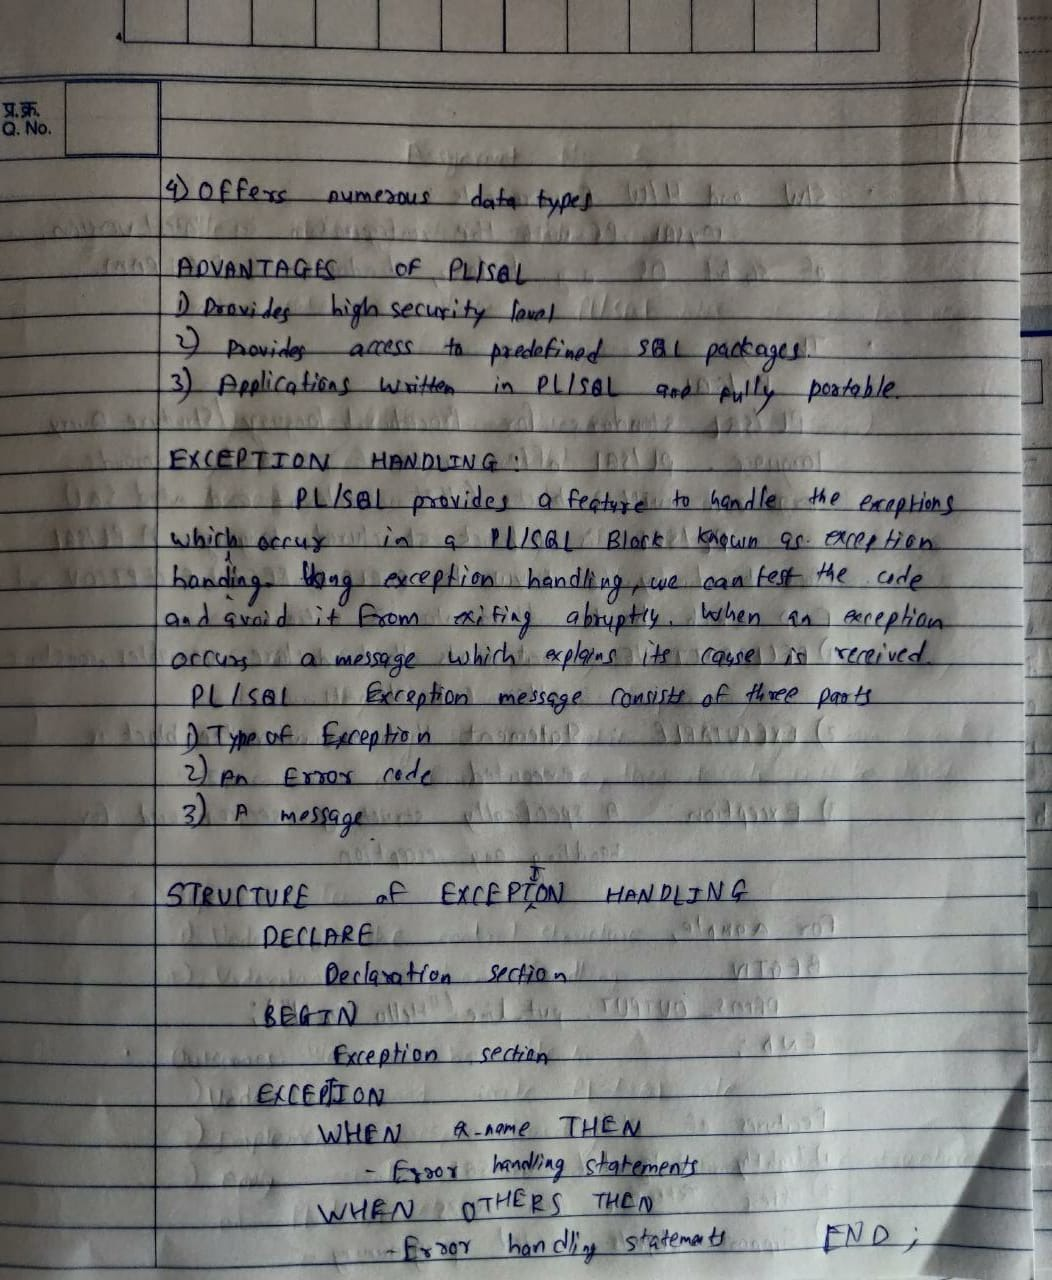 प्र.क्र.
Q. No.
4) Offers numerous data types
ADVANTAGES OF PL/SQL
1) Provides high security level
2) Provides access to predefined SQL packages.
3) Applications written in PL/SQL and fully portable.
EXCEPTION HANDLING :
PL/SQL provides a feature to handle the exceptions
which occur in a PL/SQL Block known as exception
handing. Using exception handling, we can test the code
and avoid it from exiting abruptly. When an exception
occurs a message which explains its cause is received.
PL/SQL Exception message consists of three parts
1) Type of Exception
2) An Error code
3) A message
STRUCTURE of EXCEPTION HANDLING
DECLARE
Declaration section
BEGIN
Exception section
EXCEPTION
WHEN -name THEN
- Error handling statements
WHEN OTHERS THEN
- Error handling statements END;